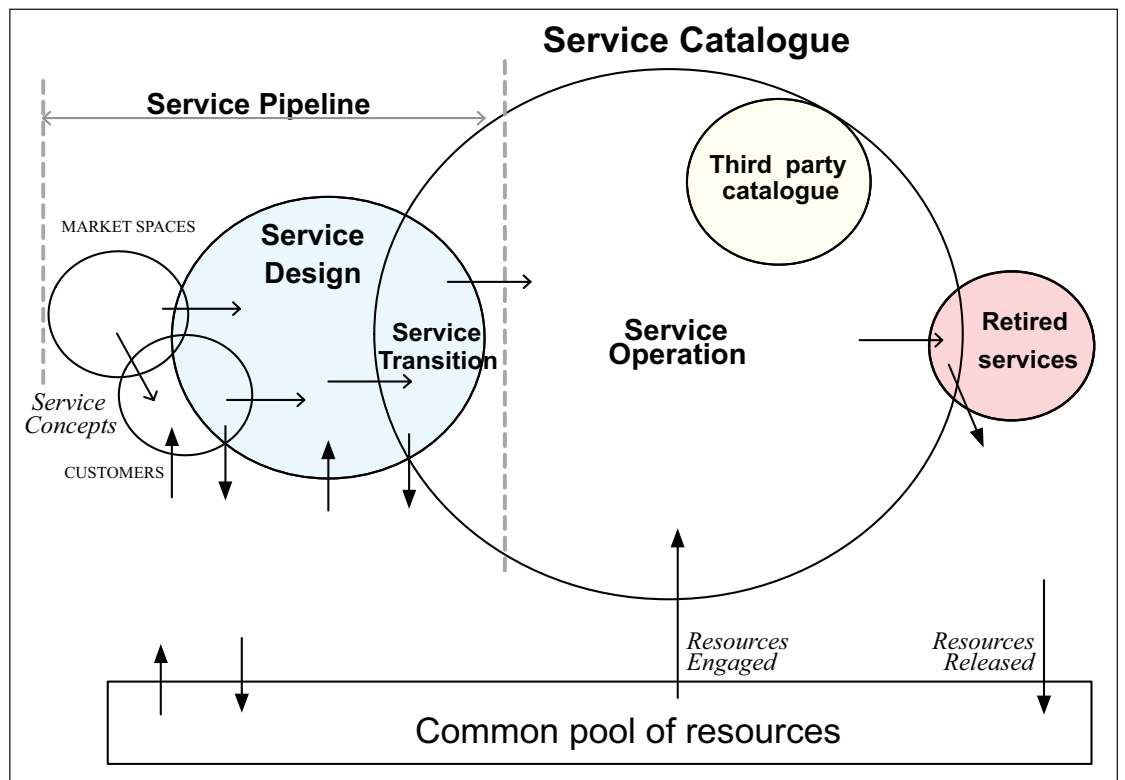 Service Catalogue
Service Pipeline
Third party
catalogue
MARKET SPACES
Service
Design
Service
Transition
Service
Operation
Retired
services
Service
Concepts
CUSTOMERS
Resources
Engaged
Resources
Released
Common pool of resources